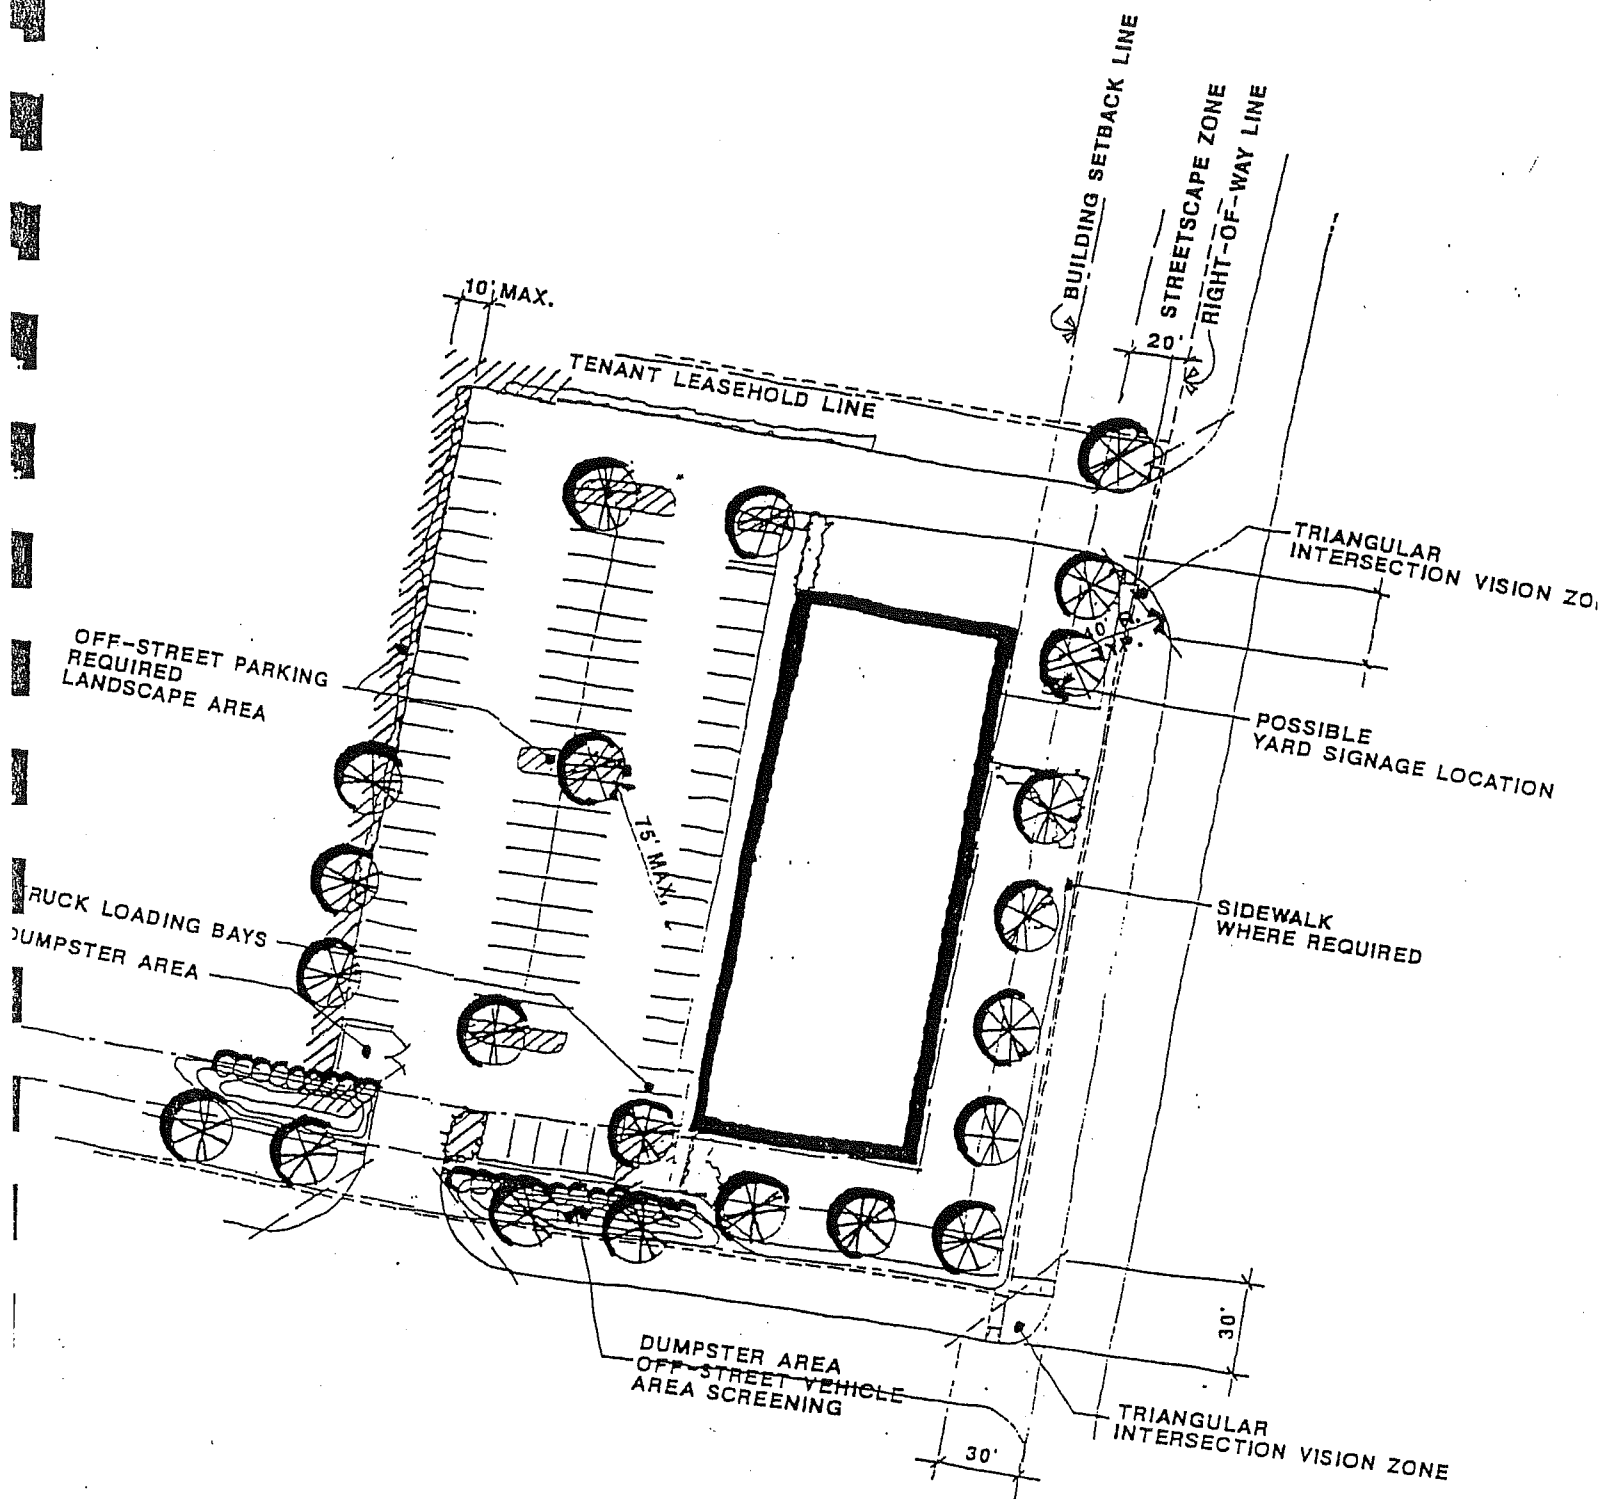 BUILDING SETBACK LINE
STREETSCAPE ZONE
RIGHT-OF-WAY LINE
10' MAX.
20'
TENANT LEASEHOLD LINE
TRIANGULAR
INTERSECTION VISION ZO
OFF-STREET PARKING
REQUIRED
LANDSCAPE AREA
40'
POSSIBLE
YARD SIGNAGE LOCATION
75' MAX.
RUCK LOADING BAYS
DUMPSTER AREA
SIDEWALK
WHERE REQUIRED
30'
DUMPSTER AREA
OFF-STREET VEHICLE
AREA SCREENING
TRIANGULAR
INTERSECTION VISION ZONE
30'